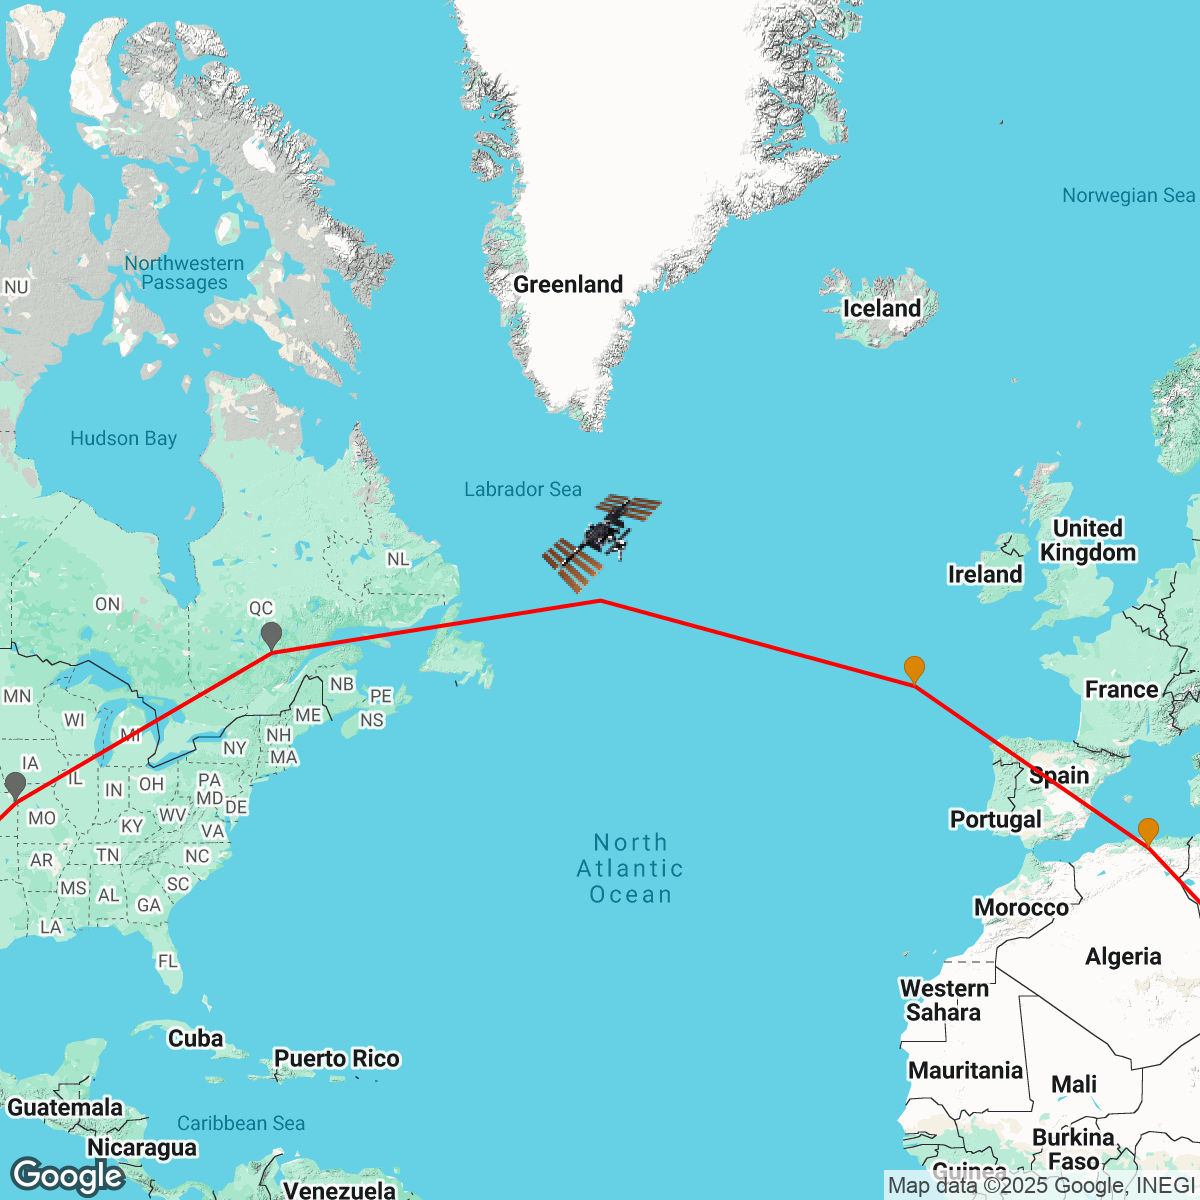 Norwegian Sea
Northwestern
Passages
NU
Greenland
Iceland
Hudson Bay
Labrador Sea
United
Kingdom
Ireland
NL
ON
QC
MN
WI
MI
NB
PE
ME
NS
France
NH
NY
MA
IA
IL
IN
OH
PA
MD
DE
MO
KY
WV
VA
Spain
Portugal
AR
TN
NC
MS
AL
SC
GA
LA
FL
North
Atlantic
Ocean
Morocco
Algeria
Western
Sahara
Cuba
Puerto Rico
Mauritania
Mali
Guatemala
Caribbean Sea
Nicaragua
Burkina
Faso
Guinea
Venezuela
Google
Map data ©2025 Google, INEGI